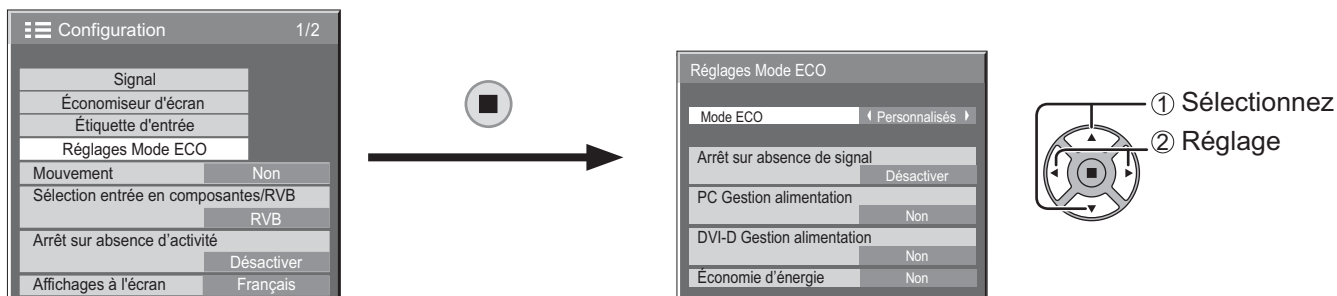 Configuration 1/2
Signal
Économiseur d'écran
Étiquette d'entrée
Réglages Mode ECO
Mouvement Non
Sélection entrée en composantes/RVB
RVB
Arrêt sur absence d’activité
Désactiver
Affichages à l'écran Français
Réglages Mode ECO
Mode ECO Personnalisés
Arrêt sur absence de signal
Désactiver
PC Gestion alimentation
Non
DVI-D Gestion alimentation
Non
Économie d’énergie Non
① Sélectionnez
② Réglage